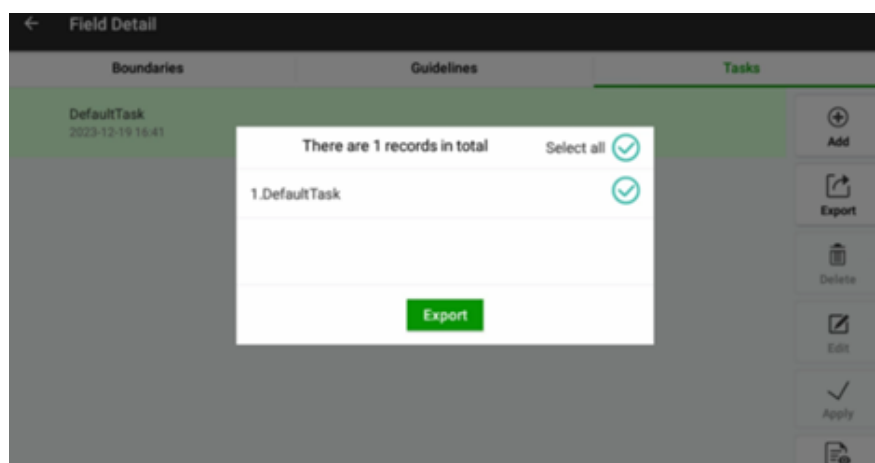 Field Detail
Boundaries Guidelines Tasks
DefaultTask
2023-12-19 16:41
There are 1 records in total Select all
1.DefaultTask
Export
Add
Export
Delete
Edit
Apply